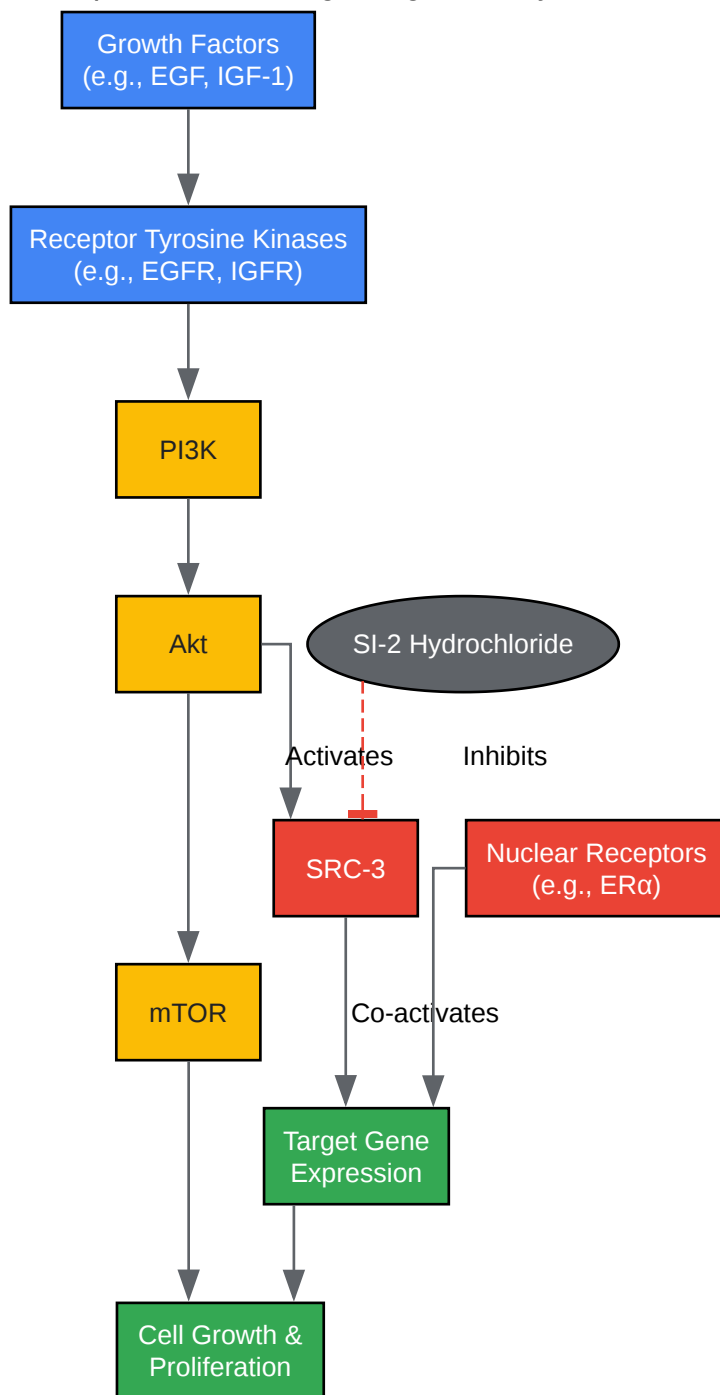 Growth Factors
(e.g., EGF, IGF-1)
Receptor Tyrosine Kinases
(e.g., EGFR, IGFR)
PI3K
Akt
SI-2 Hydrochloride
Activates
Inhibits
SRC-3
Nuclear Receptors
(e.g., ERα)
mTOR
Co-activates
Target Gene
Expression
Cell Growth &
Proliferation